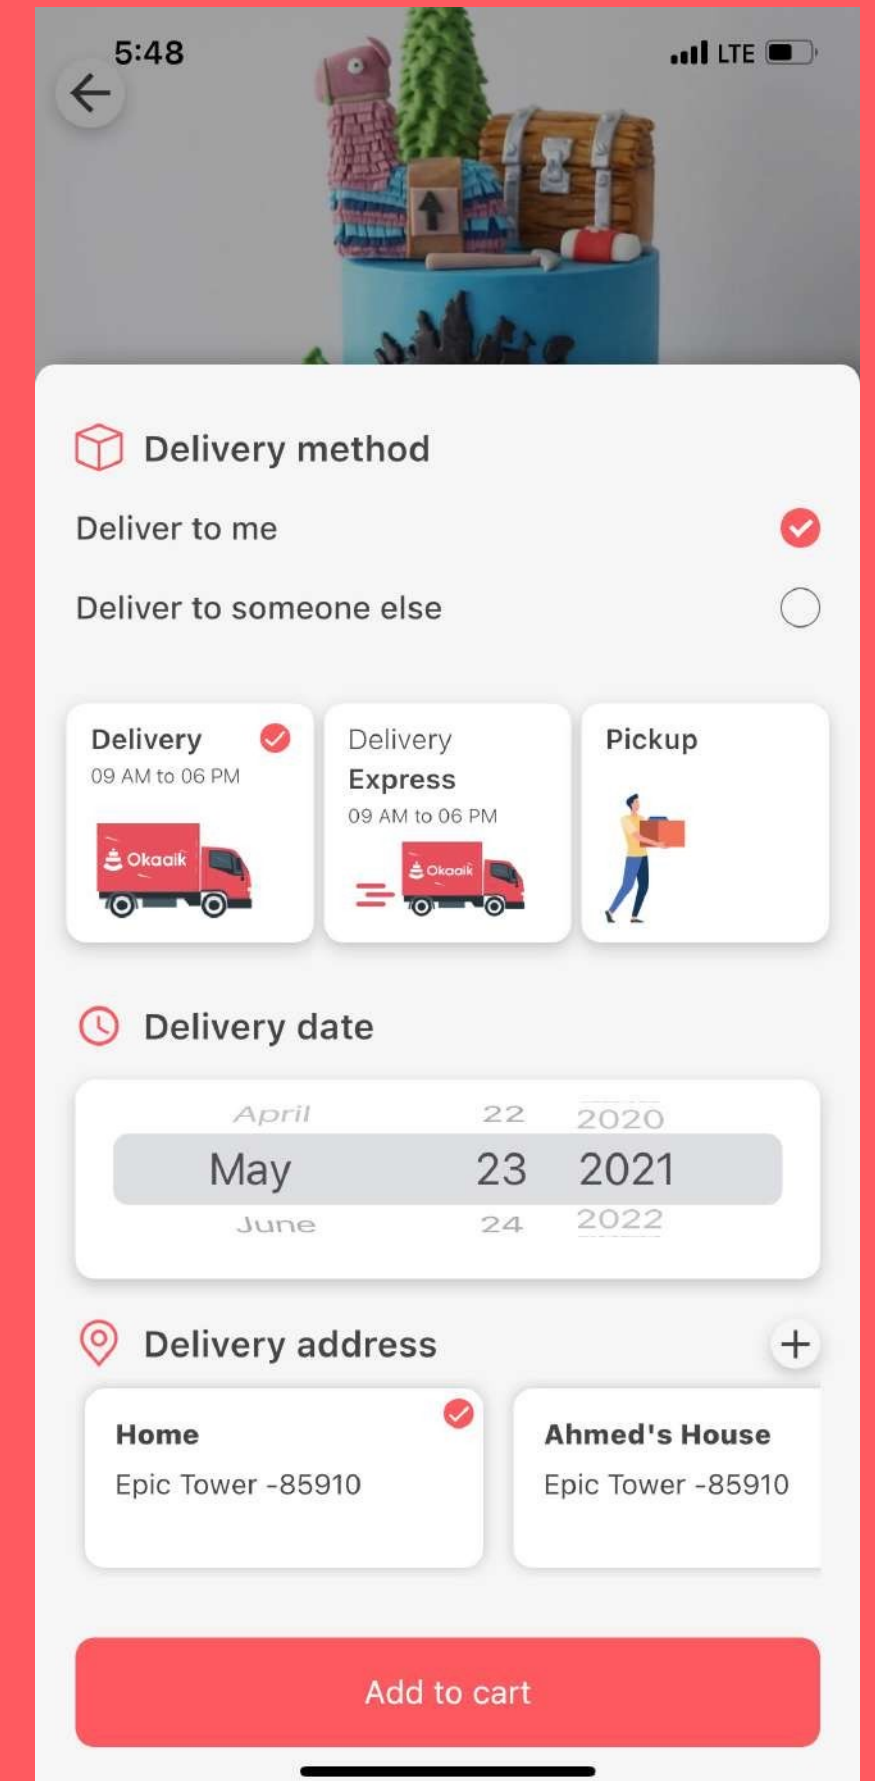 5:48
LTE
Delivery method
Deliver to me
Deliver to someone else
Delivery
09 AM to 06 PM
Okaaik
Delivery
Express
09 AM to 06 PM
Okaaik
Pickup
Delivery date
April 22 2020
May 23 2021
June 24 2022
Delivery address
Home
Epic Tower -85910
Ahmed's House
Epic Tower -85910
Add to cart